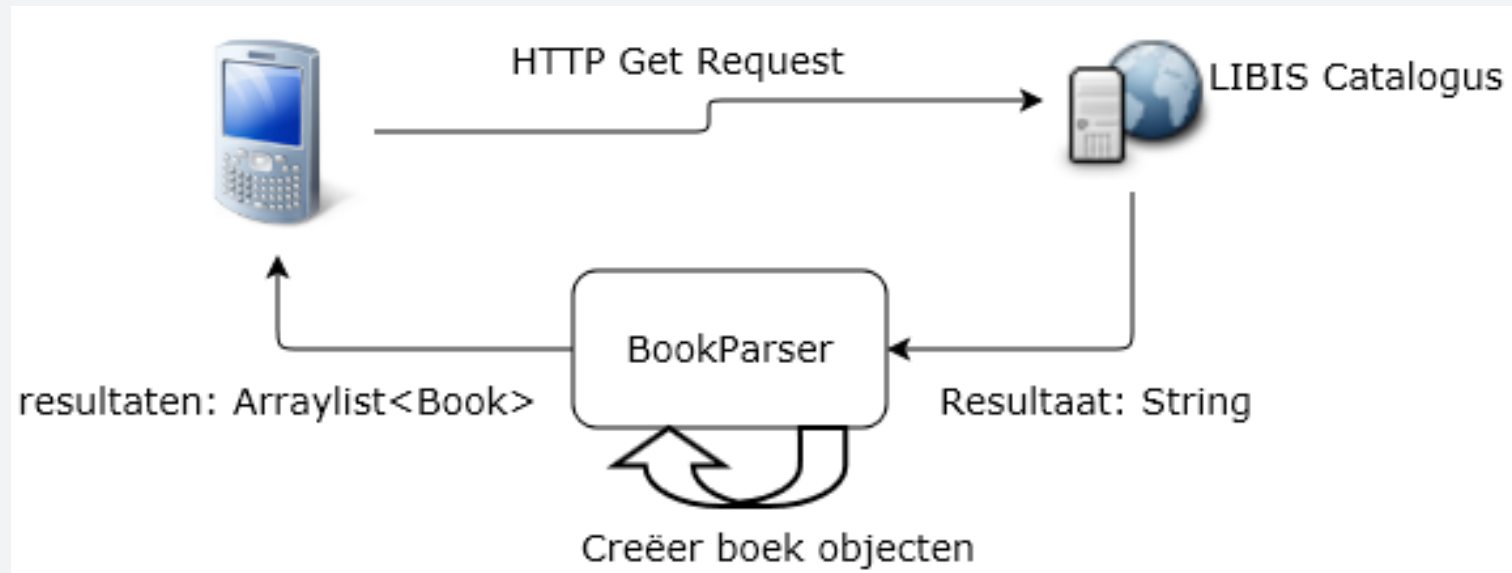 HTTP Get Request
LIBIS Catalogus
BookParser
resultaten: Arraylist<Book>
Resultaat: String
Creëer boek objecten